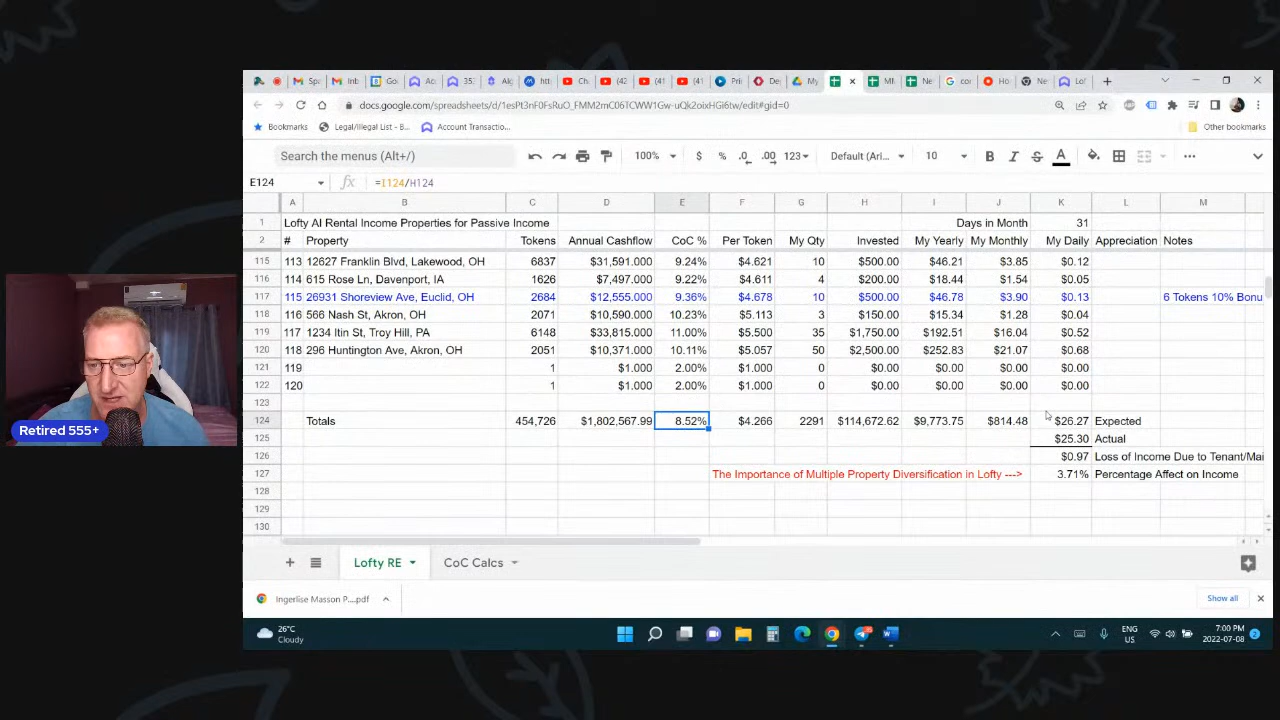 docs.google.com/spreadsheets/d/1esPt3nF0FsRuO_FMM2mC06TCWW1Gw-uQk2oixHGi6tw/edit#gid=0
Bookmarks Legal/Illegal List - B... Account Transactio... Other bookmarks
Search the menus (Alt+/) 100% $ % .0 .00 123 Default (Ari... 10 B I S A
E124 fx =I124/H124
A B C D E F G H I J K L M
1 Lofty AI Rental Income Properties for Passive Income Days in Month 31
2 # Property Tokens Annual Cashflow CoC % Per Token My Qty Invested My Yearly My Monthly My Daily Appreciation Notes
115 113 12627 Franklin Blvd, Lakewood, OH 6837 $31,591.000 9.24% $4.621 10 $500.00 $46.21 $3.85 $0.12
116 114 615 Rose Ln, Davenport, IA 1626 $7,497.000 9.22% $4.611 4 $200.00 $18.44 $1.54 $0.05
117 115 26931 Shoreview Ave, Euclid, OH 2684 $12,555.000 9.36% $4.678 10 $500.00 $46.78 $3.90 $0.13 6 Tokens 10% Bonu
118 116 566 Nash St, Akron, OH 2071 $10,590.000 10.23% $5.113 3 $150.00 $15.34 $1.28 $0.04
119 117 1234 Itin St, Troy Hill, PA 6148 $33,815.000 11.00% $5.500 35 $1,750.00 $192.51 $16.04 $0.52
120 118 296 Huntington Ave, Akron, OH 2051 $10,371.000 10.11% $5.057 50 $2,500.00 $252.83 $21.07 $0.68
121 119 1 $1.000 2.00% $1.000 0 $0.00 $0.00 $0.00 $0.00
122 120 1 $1.000 2.00% $1.000 0 $0.00 $0.00 $0.00 $0.00
123
124 Totals 454,726 $1,802,567.99 8.52% $4.266 2291 $114,672.62 $9,773.75 $814.48 $26.27 Expected
125 $25.30 Actual
126 $0.97 Loss of Income Due to Tenant/Mai
127 The Importance of Multiple Property Diversification in Lofty ---> 3.71% Percentage Affect on Income
128
129
130
Retired 555+
Lofty RE CoC Calcs
Ingerlise Masson P....pdf Show all
26°C
Cloudy
ENG
US
7:00 PM
2022-07-08